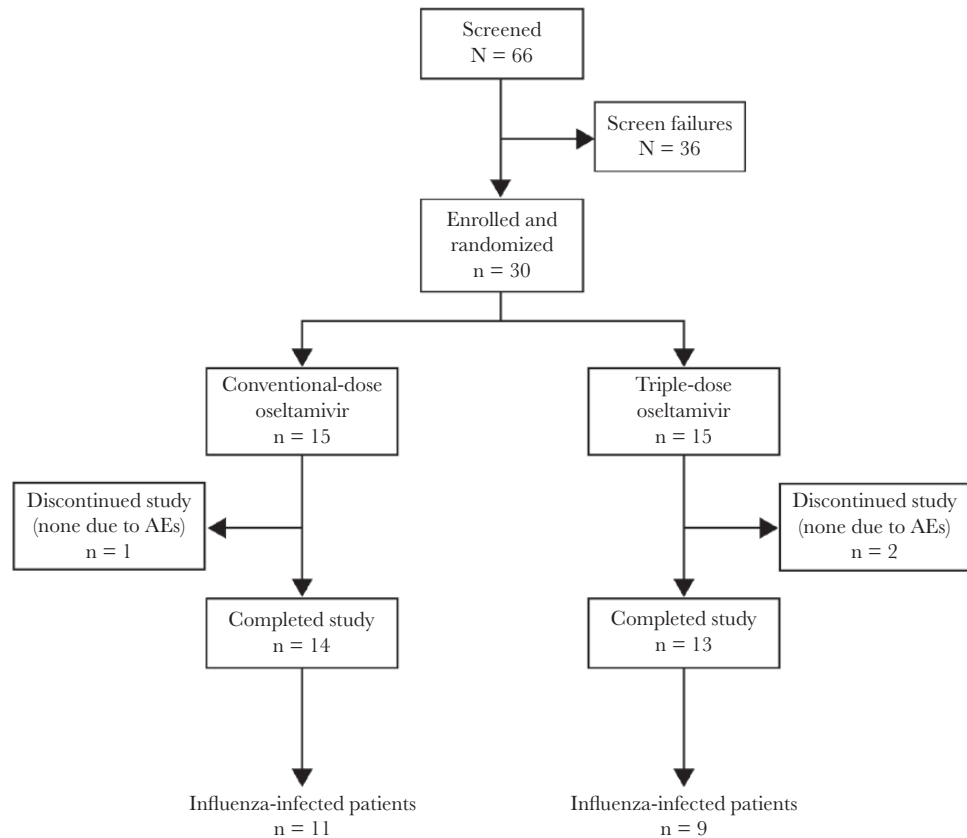 Screened
N = 66
Screen failures
N = 36
Enrolled and
randomized
n = 30
Conventional-dose
oseltamivir
n = 15
Triple-dose
oseltamivir
n = 15
Discontinued study
(none due to AEs)
n = 1
Discontinued study
(none due to AEs)
n = 2
Completed study
n = 14
Completed study
n = 13
Influenza-infected patients
n = 11
Influenza-infected patients
n = 9